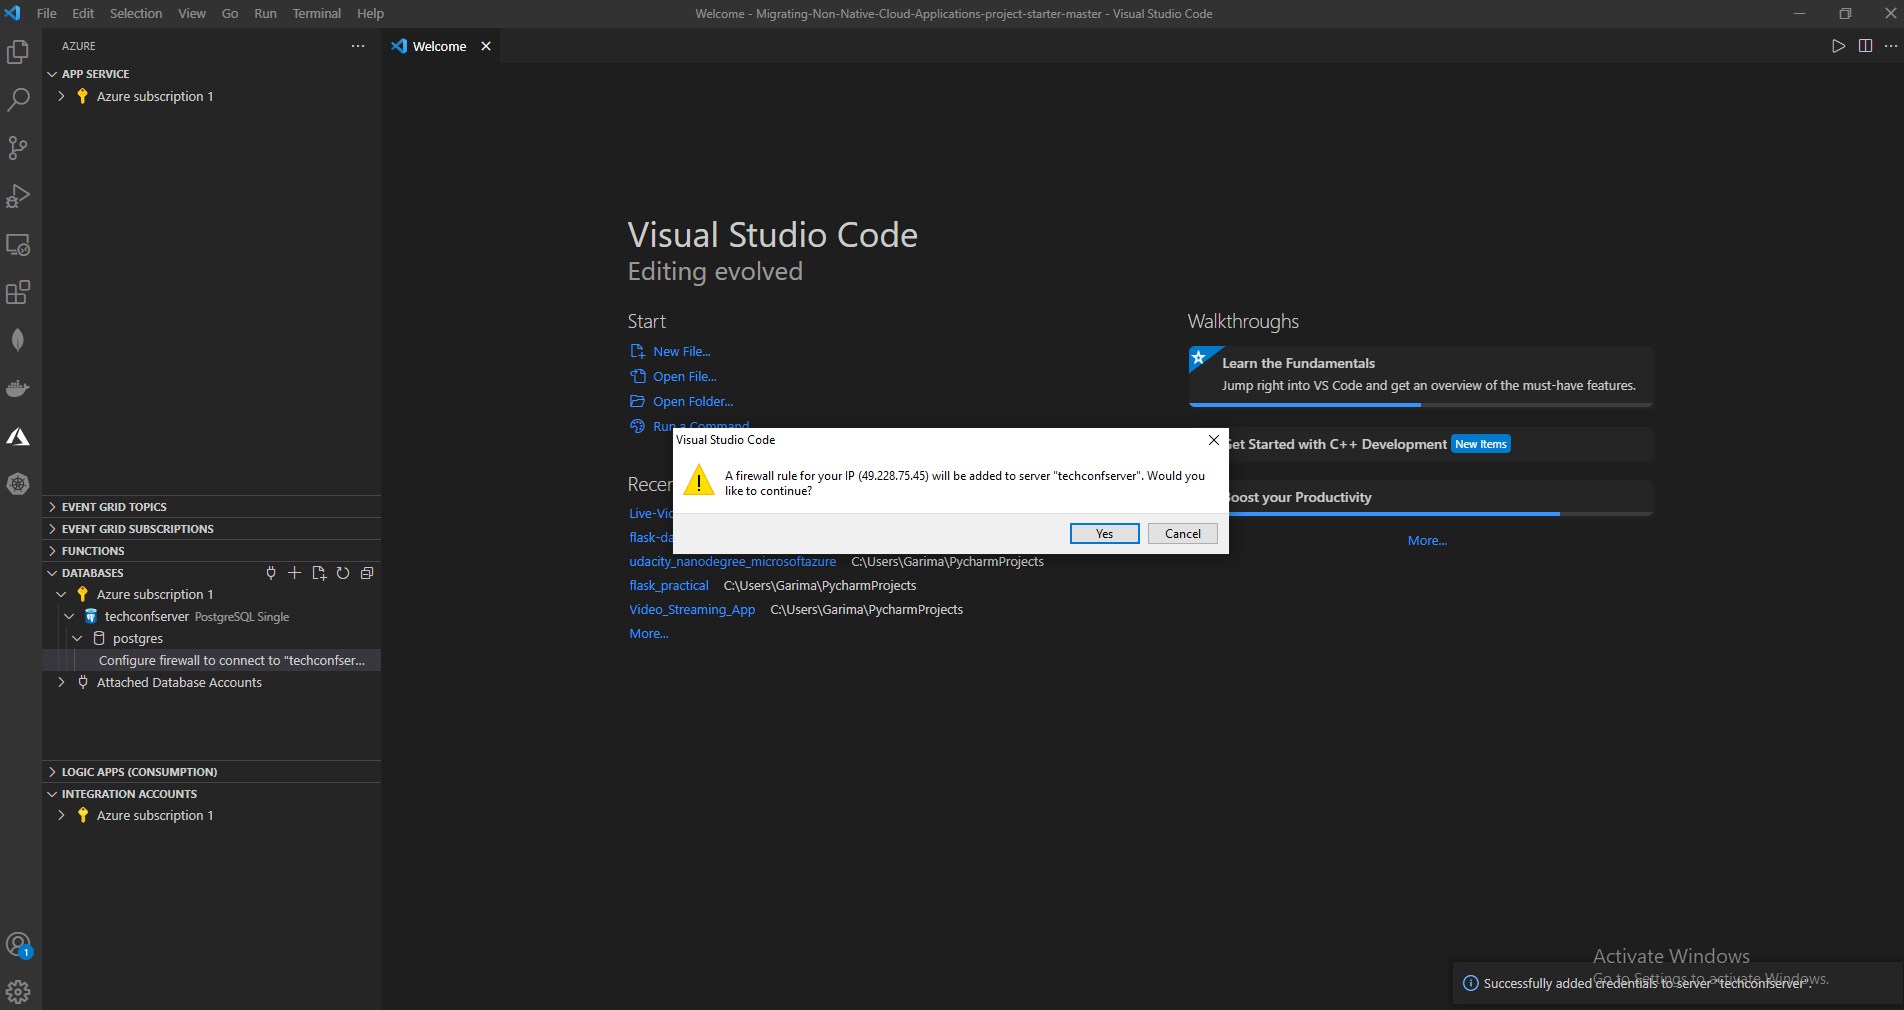 File Edit Selection View Go Run Terminal Help
Welcome - Migrating-Non-Native-Cloud-Applications-project-starter-master - Visual Studio Code
AZURE
APP SERVICE
Azure subscription 1
EVENT GRID TOPICS
EVENT GRID SUBSCRIPTIONS
FUNCTIONS
DATABASES
Azure subscription 1
techconfserver PostgreSQL Single
postgres
Configure firewall to connect to "techconfser...
Attached Database Accounts
LOGIC APPS (CONSUMPTION)
INTEGRATION ACCOUNTS
Azure subscription 1
1
Welcome
Visual Studio Code
Editing evolved
Start
New File...
Open File...
Open Folder...
Run a Command...
Recen
Live-Vid
flask-da
udacity_nanodegree_microsoftazure C:\Users\Garima\PycharmProjects
flask_practical C:\Users\Garima\PycharmProjects
Video_Streaming_App C:\Users\Garima\PycharmProjects
More...
Walkthroughs
Learn the Fundamentals
Jump right into VS Code and get an overview of the must-have features.
Get Started with C++ Development New Items
Boost your Productivity
More...
Visual Studio Code
A firewall rule for your IP (49.228.75.45) will be added to server "techconfserver". Would you
like to continue?
Yes Cancel
Activate Windows
Go to Settings to activate Windows.
Successfully added credentials to server "techconfserver".